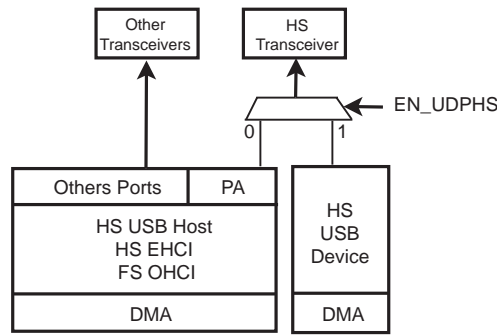 Other
Transceivers
HS
Transceiver
EN_UDPHS
0
1
Others Ports
PA
HS USB Host
HS EHCI
FS OHCI
DMA
HS
USB
Device
DMA